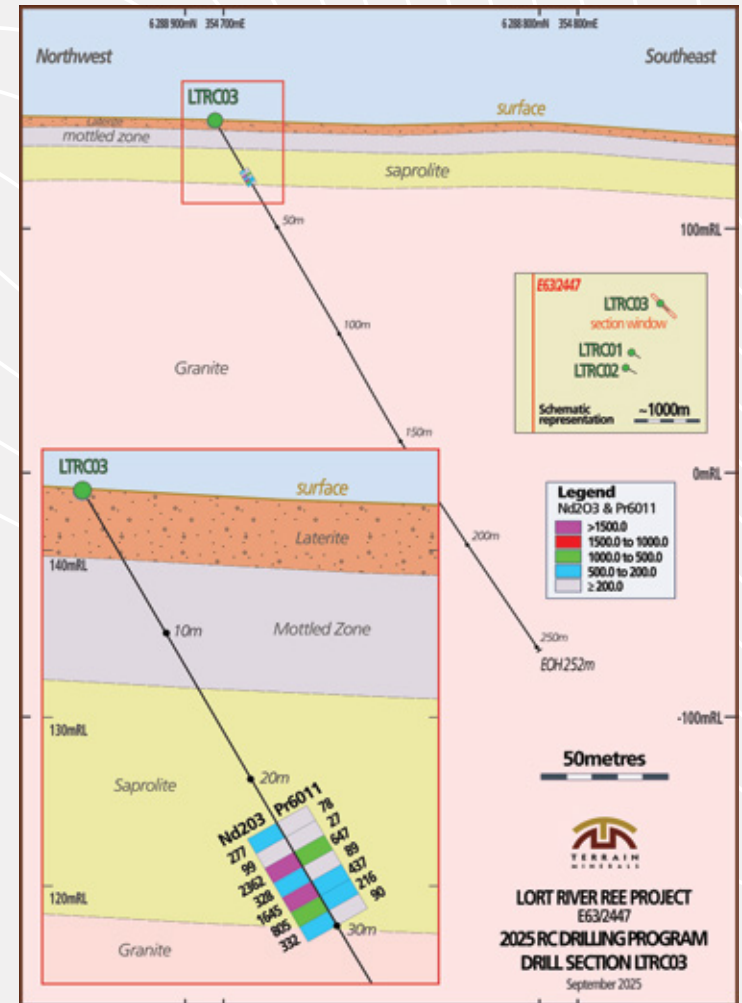 6 288 900mN 354 700mE
6 288 800mN 354 800mE
Northwest
Southeast
LTRC03
surface
Laterite
mottled zone
saprolite
50m
100mRL
E63/2447
LTRC03
section window
LTRC01
LTRC02
Schematic
representation
~1000m
100m
Granite
150m
0mRL
LTRC03
surface
Laterite
140mRL
10m
Mottled Zone
130mRL
Saprolite
20m
Nd2O3
Pr6O11
277
99
2362
328
1645
805
332
78
27
647
89
437
216
90
30m
120mRL
Granite
Legend
Nd2O3 & Pr6O11
>1500.0
1500.0 to 1000.0
1000.0 to 500.0
500.0 to 200.0
≥ 200.0
200m
250m
EOH 252m
-100mRL
50metres
TERRAIN
MINERALS
LORT RIVER REE PROJECT
E63/2447
2025 RC DRILLING PROGRAM
DRILL SECTION LTRC03
September 2025